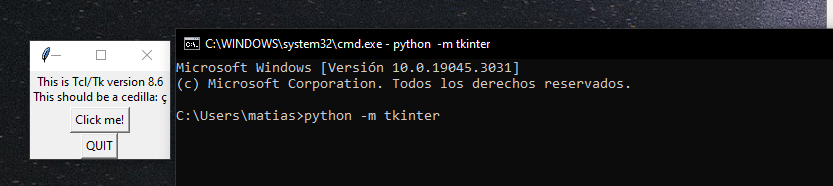 This is Tcl/Tk version 8.6
This should be a cedilla: ç
Click me!
QUIT
C:\WINDOWS\system32\cmd.exe - python  -m tkinter
Microsoft Windows [Versión 10.0.19045.3031]
(c) Microsoft Corporation. Todos los derechos reservados.
C:\Users\matias>python -m tkinter